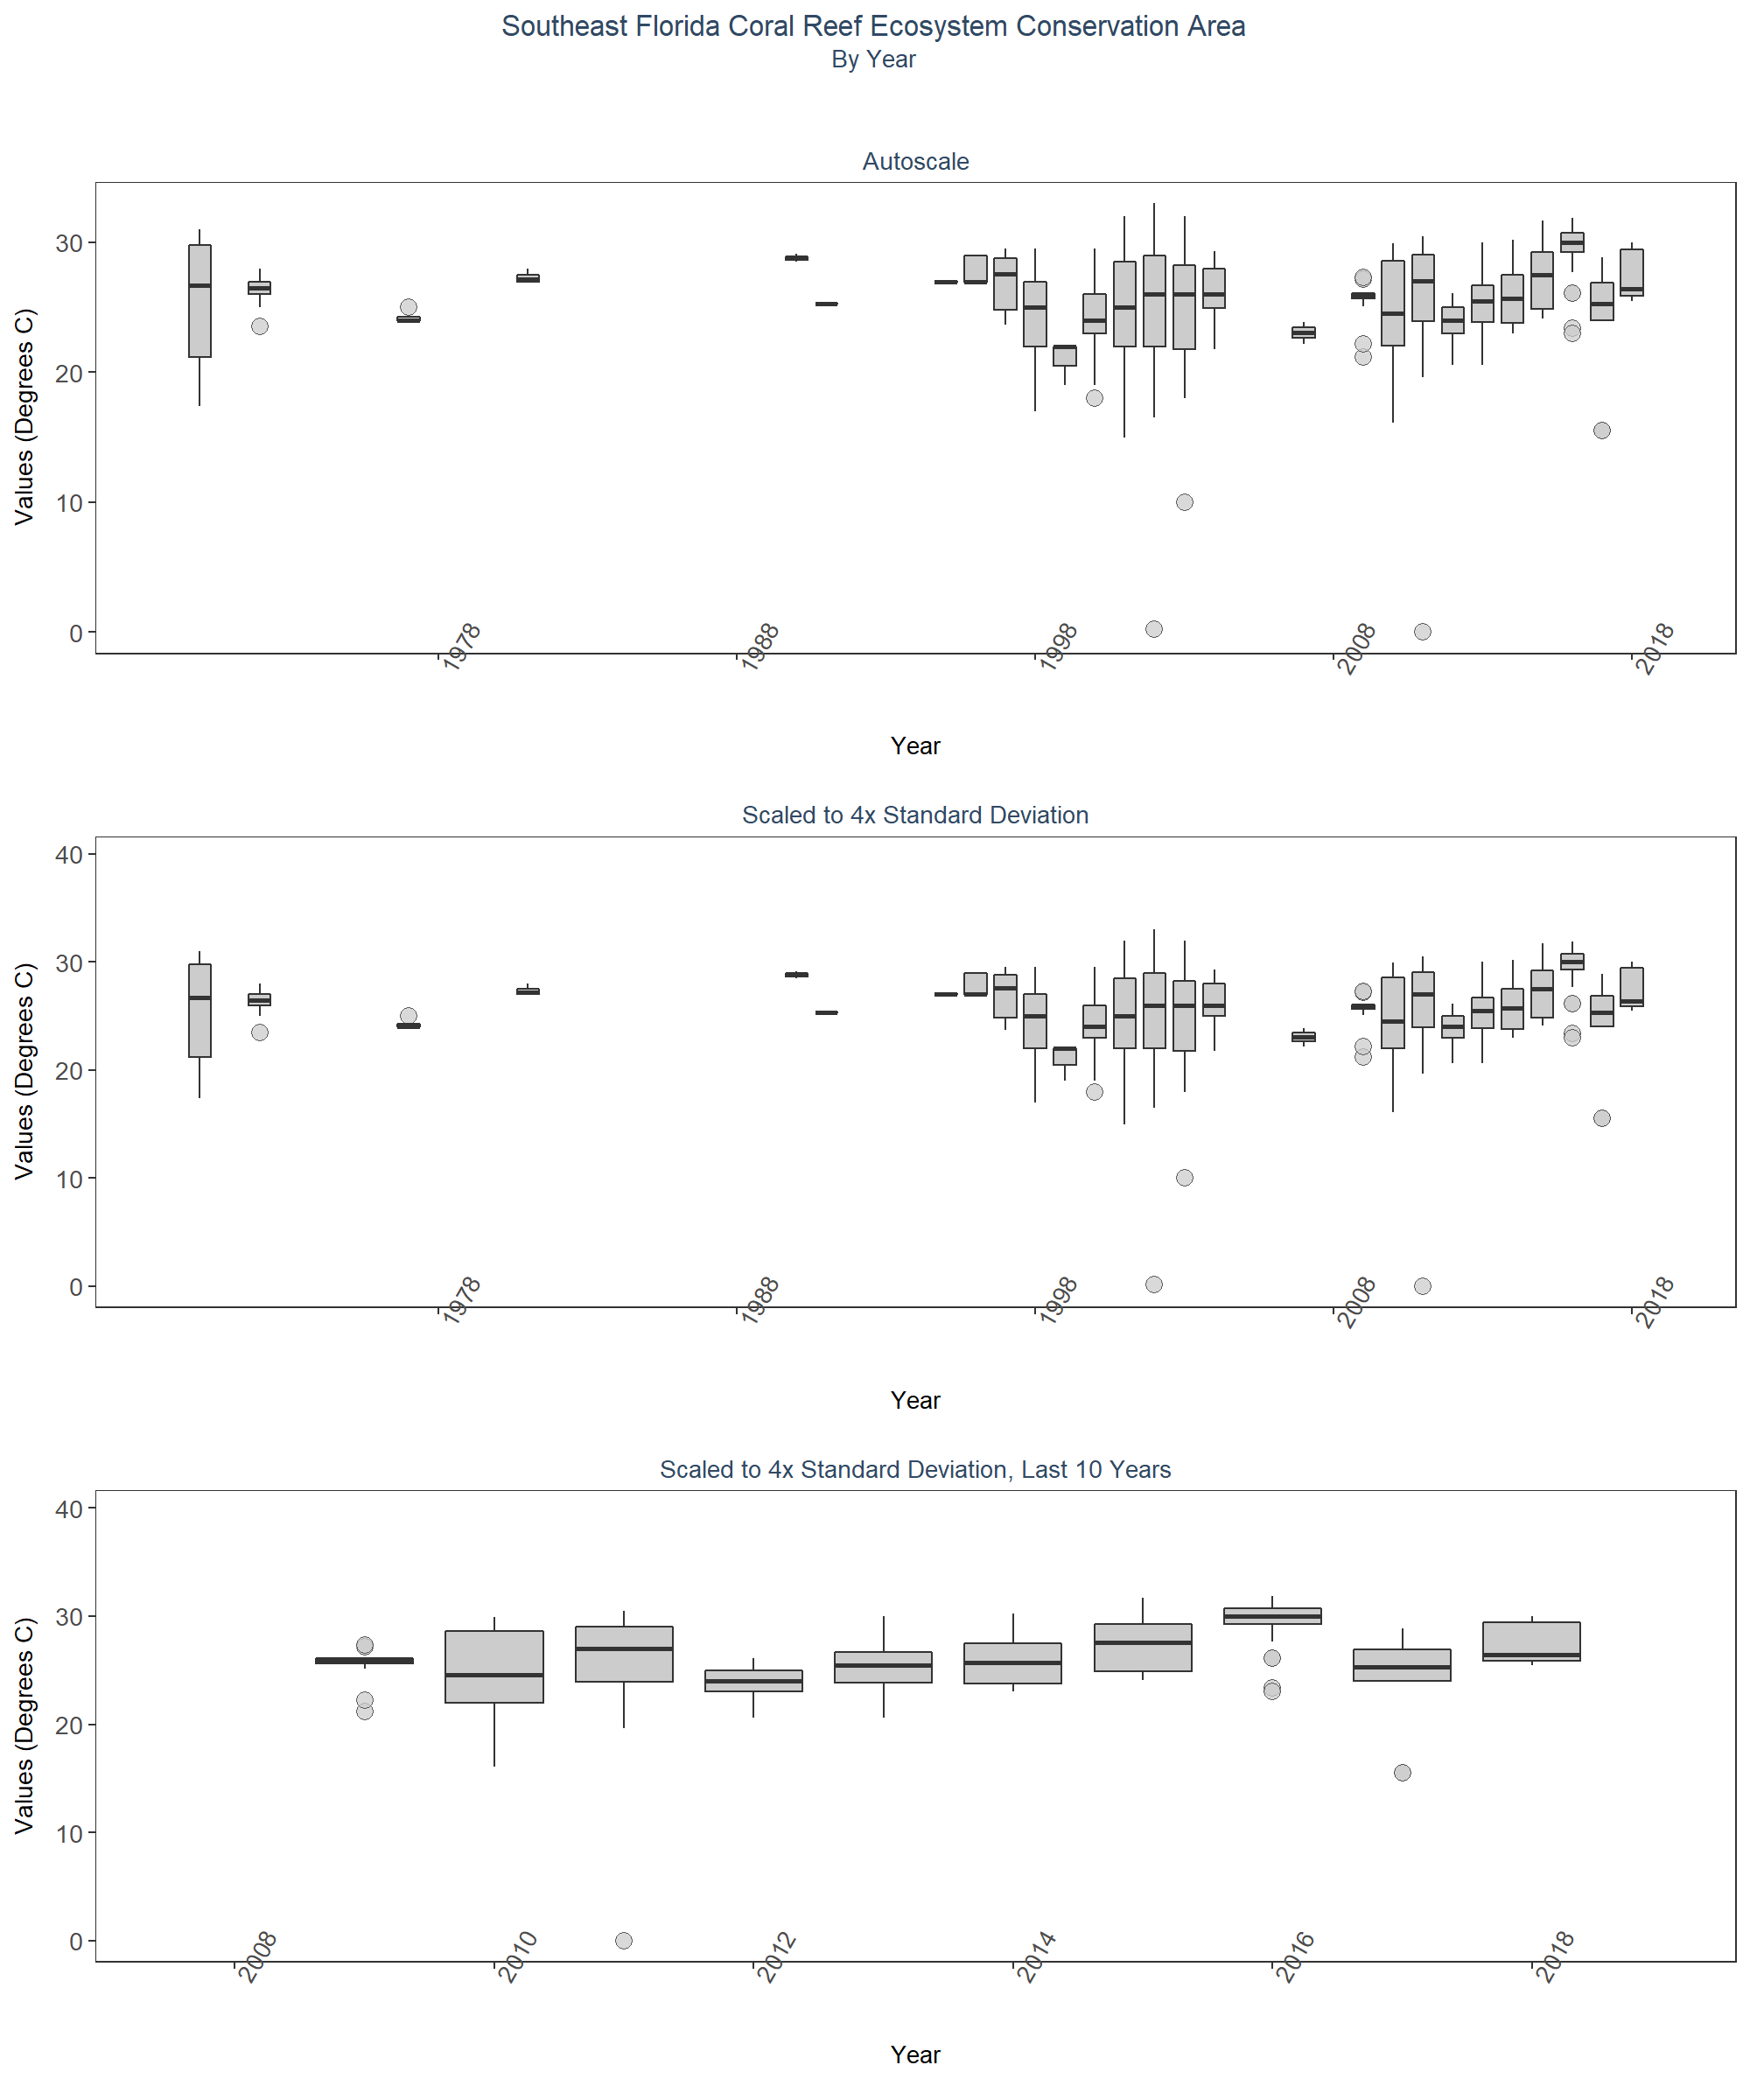 Southeast Florida Coral Reef Ecosystem Conservation Area
By Year
Autoscale
Values (Degrees C)
30
20
10
0
1978
1988
1998
2008
2018
Year
Scaled to 4x Standard Deviation
Values (Degrees C)
40
30
20
10
0
1978
1988
1998
2008
2018
Year
Scaled to 4x Standard Deviation, Last 10 Years
Values (Degrees C)
40
30
20
10
0
2008
2010
2012
2014
2016
2018
Year